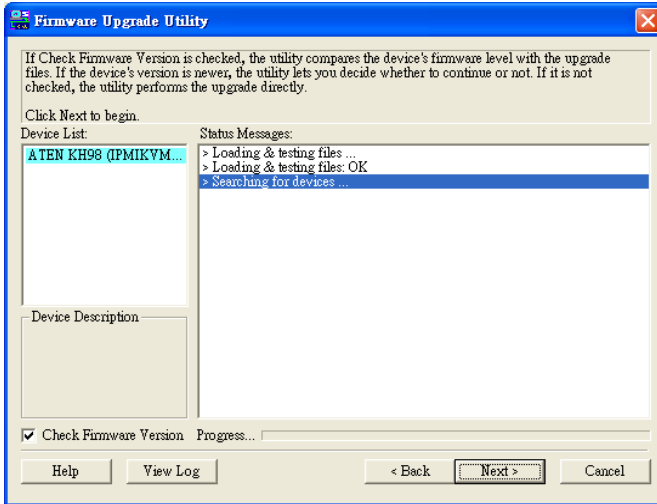 Firmware Upgrade Utility
If Check Firmware Version is checked, the utility compares the device's firmware level with the upgrade
files. If the device's version is newer, the utility lets you decide whether to continue or not. If it is not
checked, the utility performs the upgrade directly.
Click Next to begin.
Device List:
Status Messages:
ATEN KH98 (IPMIKVM...
> Loading & testing files ...
> Loading & testing files: OK
> Searching for devices ...
Device Description
Check Firmware Version
Progress...
Help
View Log
< Back
Next >
Cancel